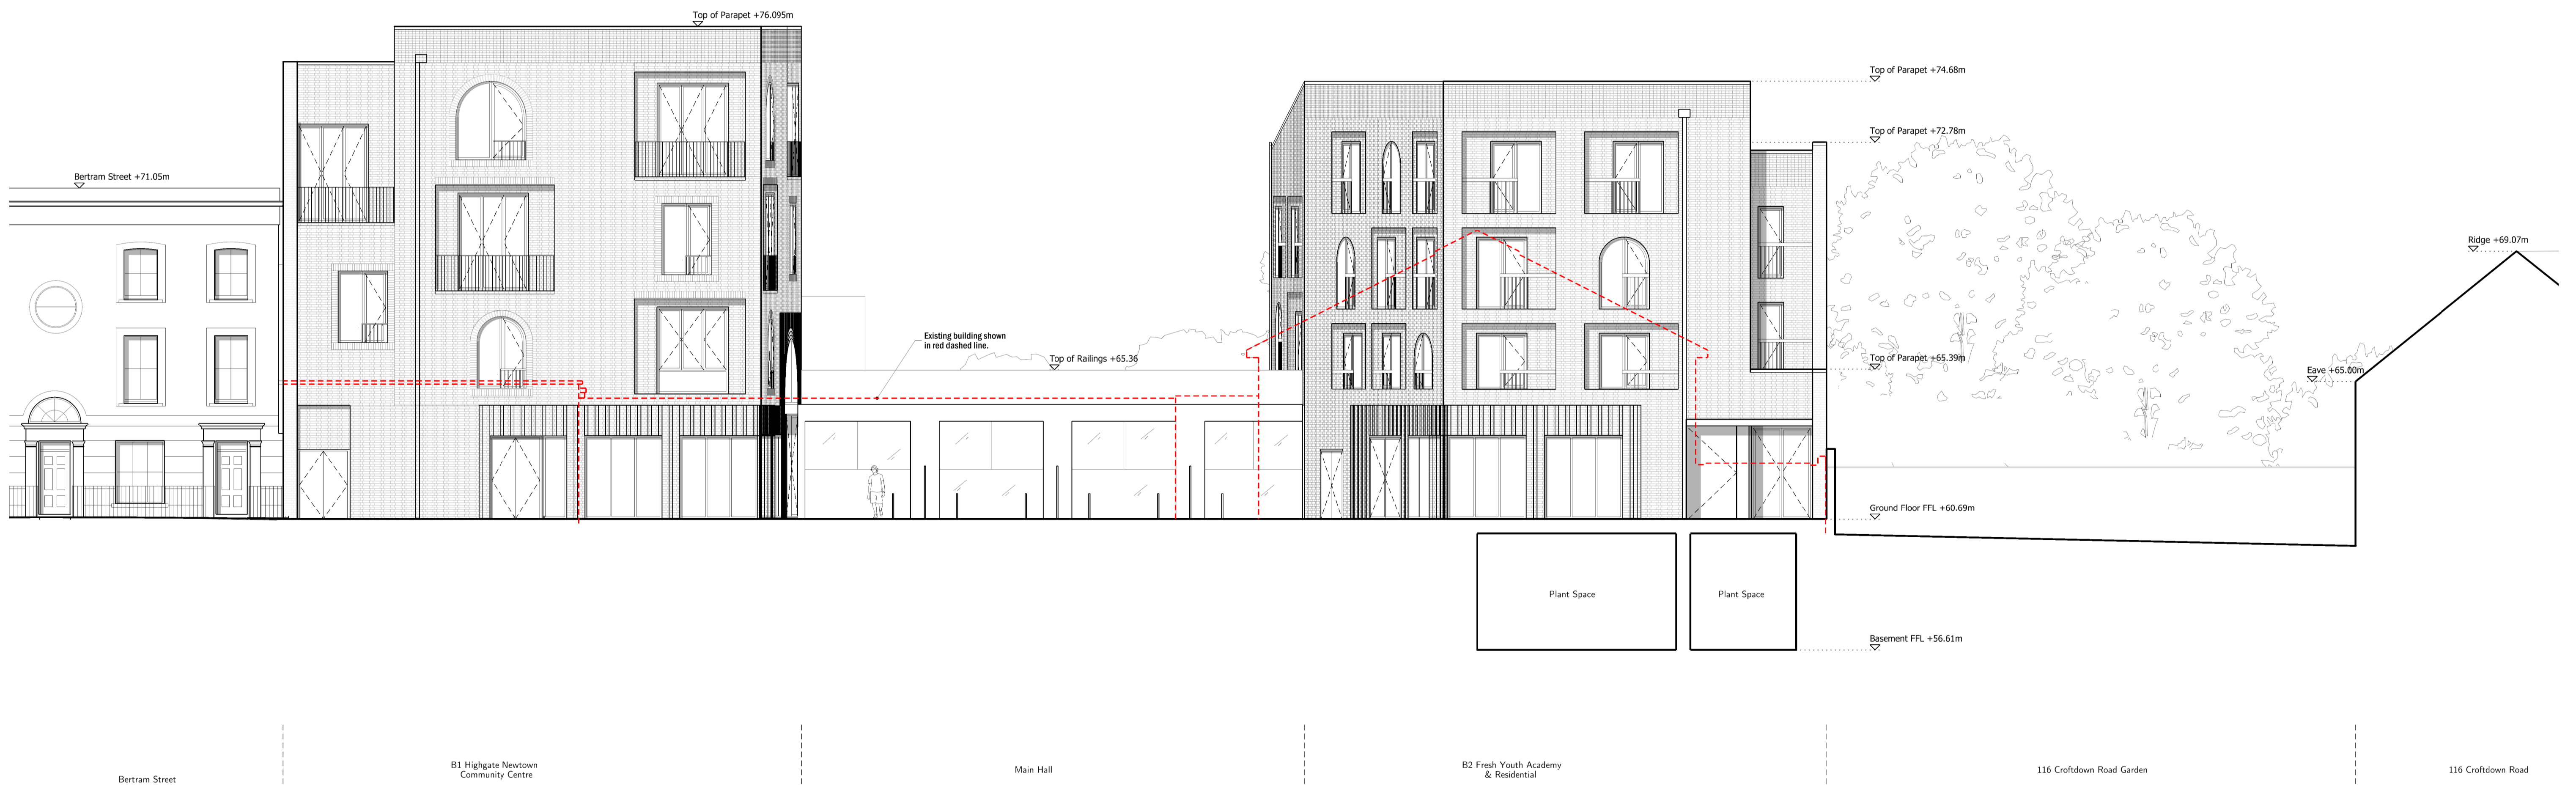 Top of Parapet +76.095m
Top of Parapet +74.68m
Top of Parapet +72.78m
Bertram Street +71.05m
Ridge +69.07m
Existing building shown
in red dashed line.
Top of Railings +65.36
Top of Parapet +65.39m
Eave +65.00m
Ground Floor FFL +60.69m
Plant Space
Plant Space
Basement FFL +56.61m
Bertram Street
B1 Highgate Newtown
Community Centre
Main Hall
B2 Fresh Youth Academy
& Residential
116 Croftdown Road Garden
116 Croftdown Road